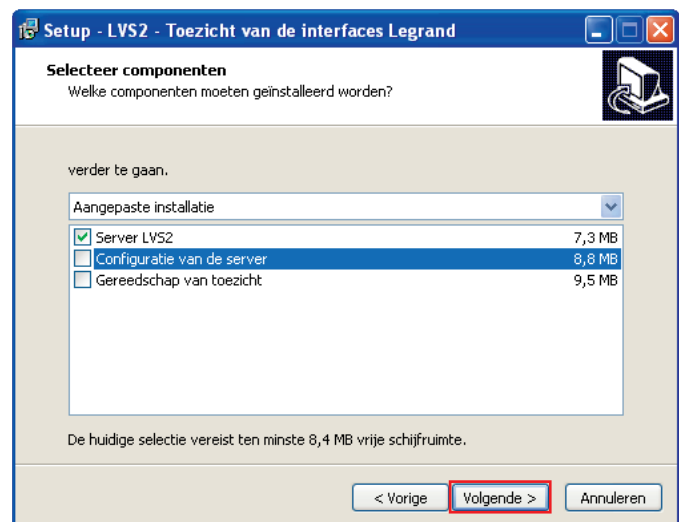 Setup - LVS2 - Toezicht van de interfaces Legrand
Selecteer componenten
Welke componenten moeten geïnstalleerd worden?
verder te gaan.
Aangepaste installatie
Server LVS2 7,3 MB
Configuratie van de server 8,8 MB
Gereedschap van toezicht 9,5 MB
De huidige selectie vereist ten minste 8,4 MB vrije schijfruimte.
< Vorige Volgende > Annuleren